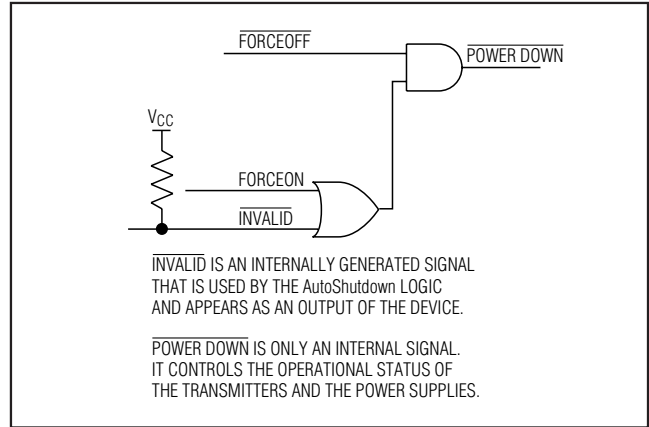 FORCEOFF
POWER DOWN
VCC
FORCEON
INVALID
INVALID IS AN INTERNALLY GENERATED SIGNAL
THAT IS USED BY THE AutoShutdown LOGIC
AND APPEARS AS AN OUTPUT OF THE DEVICE.
POWER DOWN IS ONLY AN INTERNAL SIGNAL.
IT CONTROLS THE OPERATIONAL STATUS OF
THE TRANSMITTERS AND THE POWER SUPPLIES.